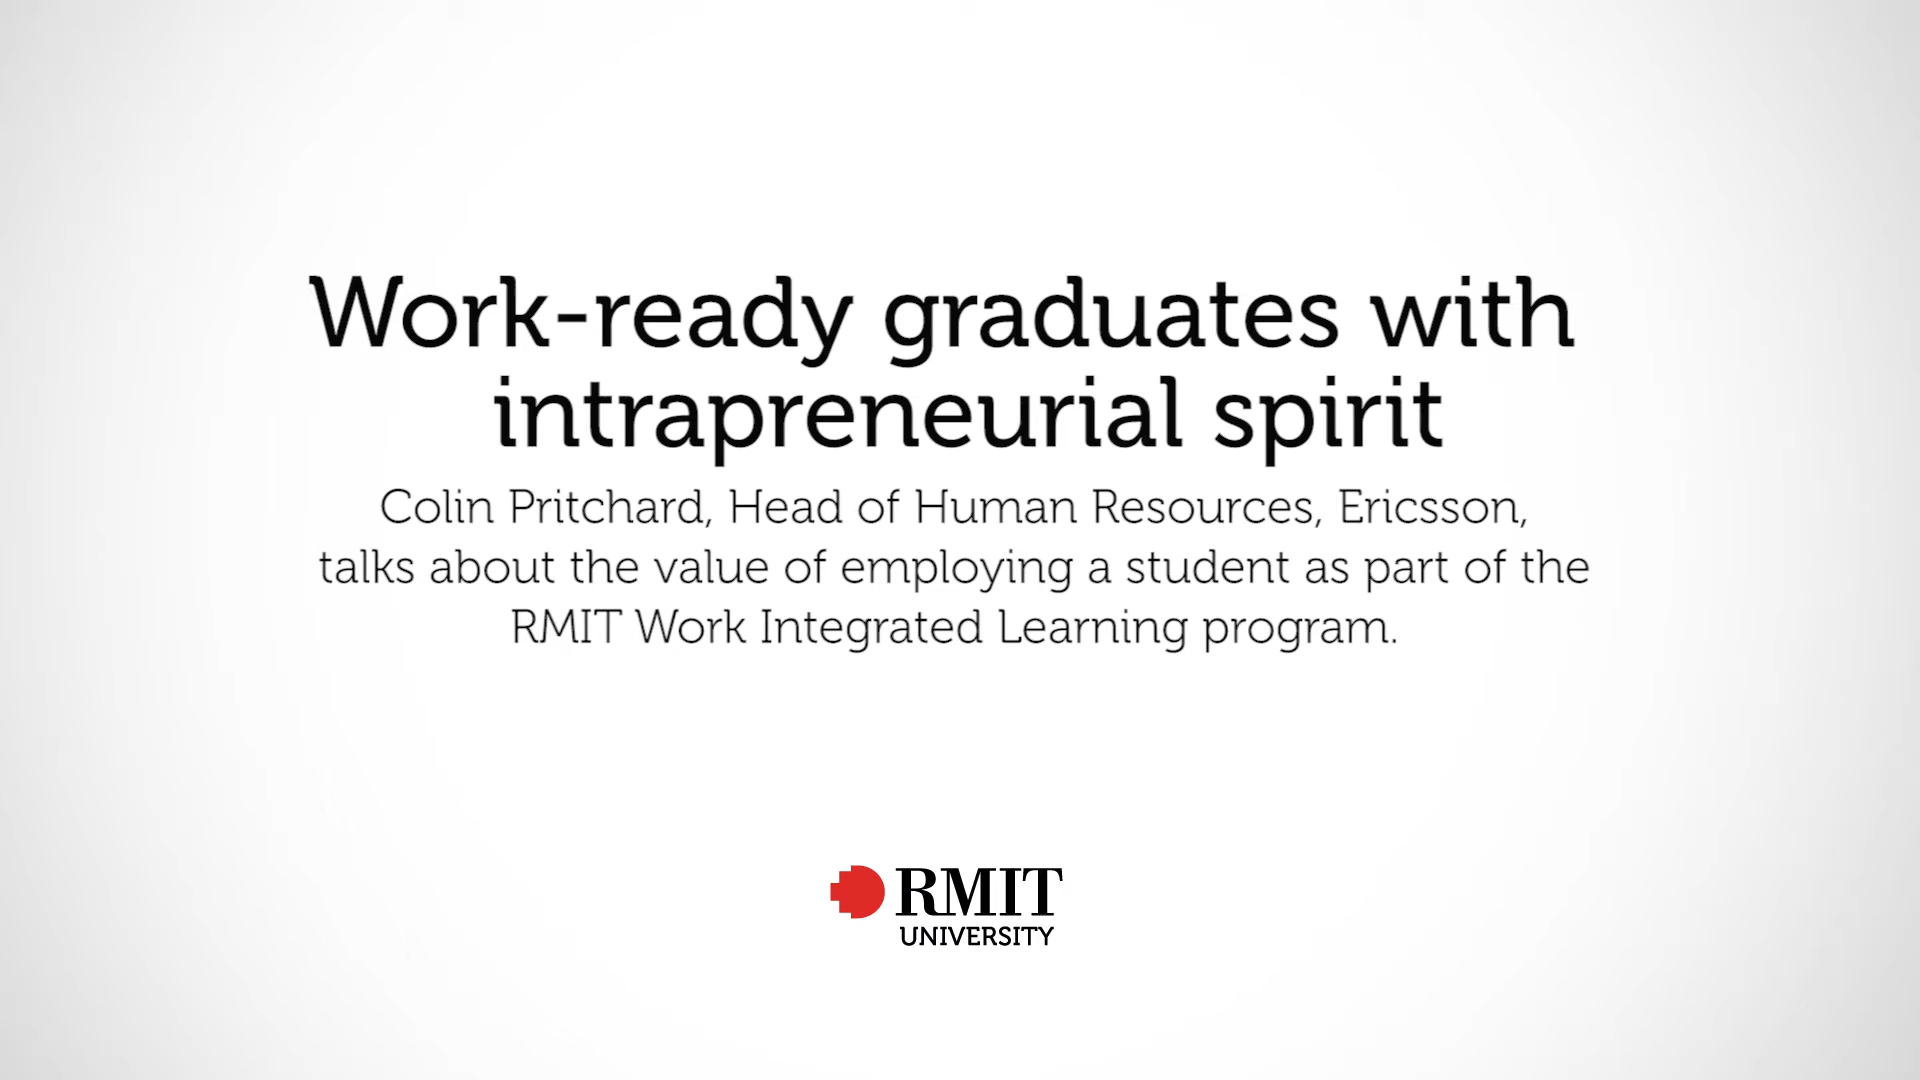 Work-ready graduates with
intrapreneurial spirit
Colin Pritchard, Head of Human Resources, Ericsson,
talks about the value of employing a student as part of the
RMIT Work Integrated Learning program.
RMIT
UNIVERSITY